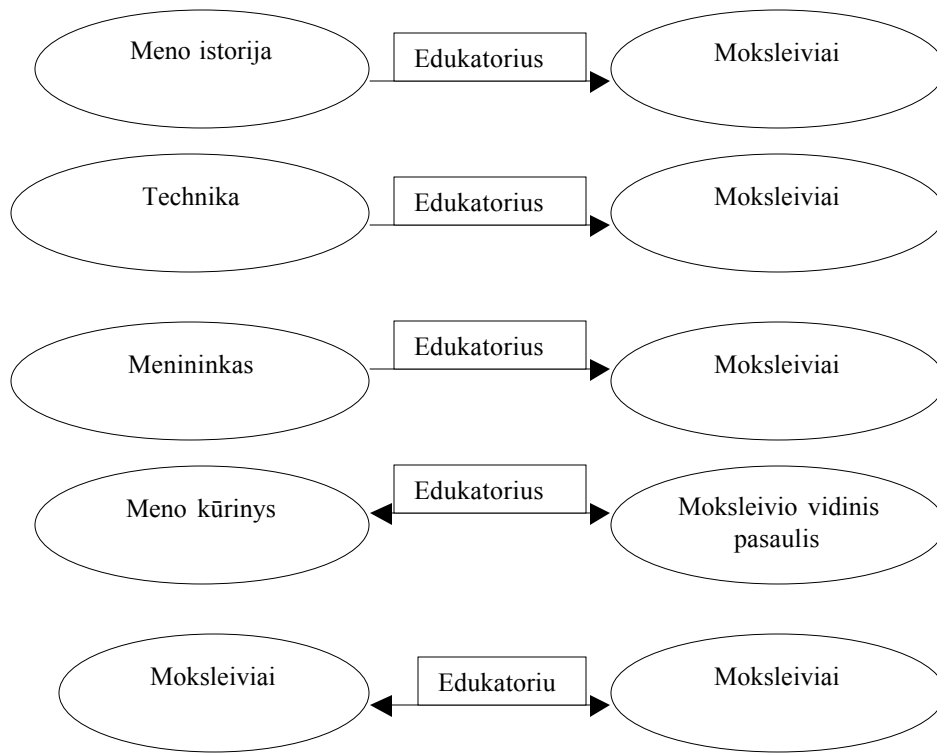 Meno istorija
Edukatorius
Moksleiviai
Technika
Edukatorius
Moksleiviai
Menininkas
Edukatorius
Moksleiviai
Meno kūrinys
Edukatorius
Moksleivio vidinis
pasaulis
Moksleiviai
Edukatoriu
Moksleiviai